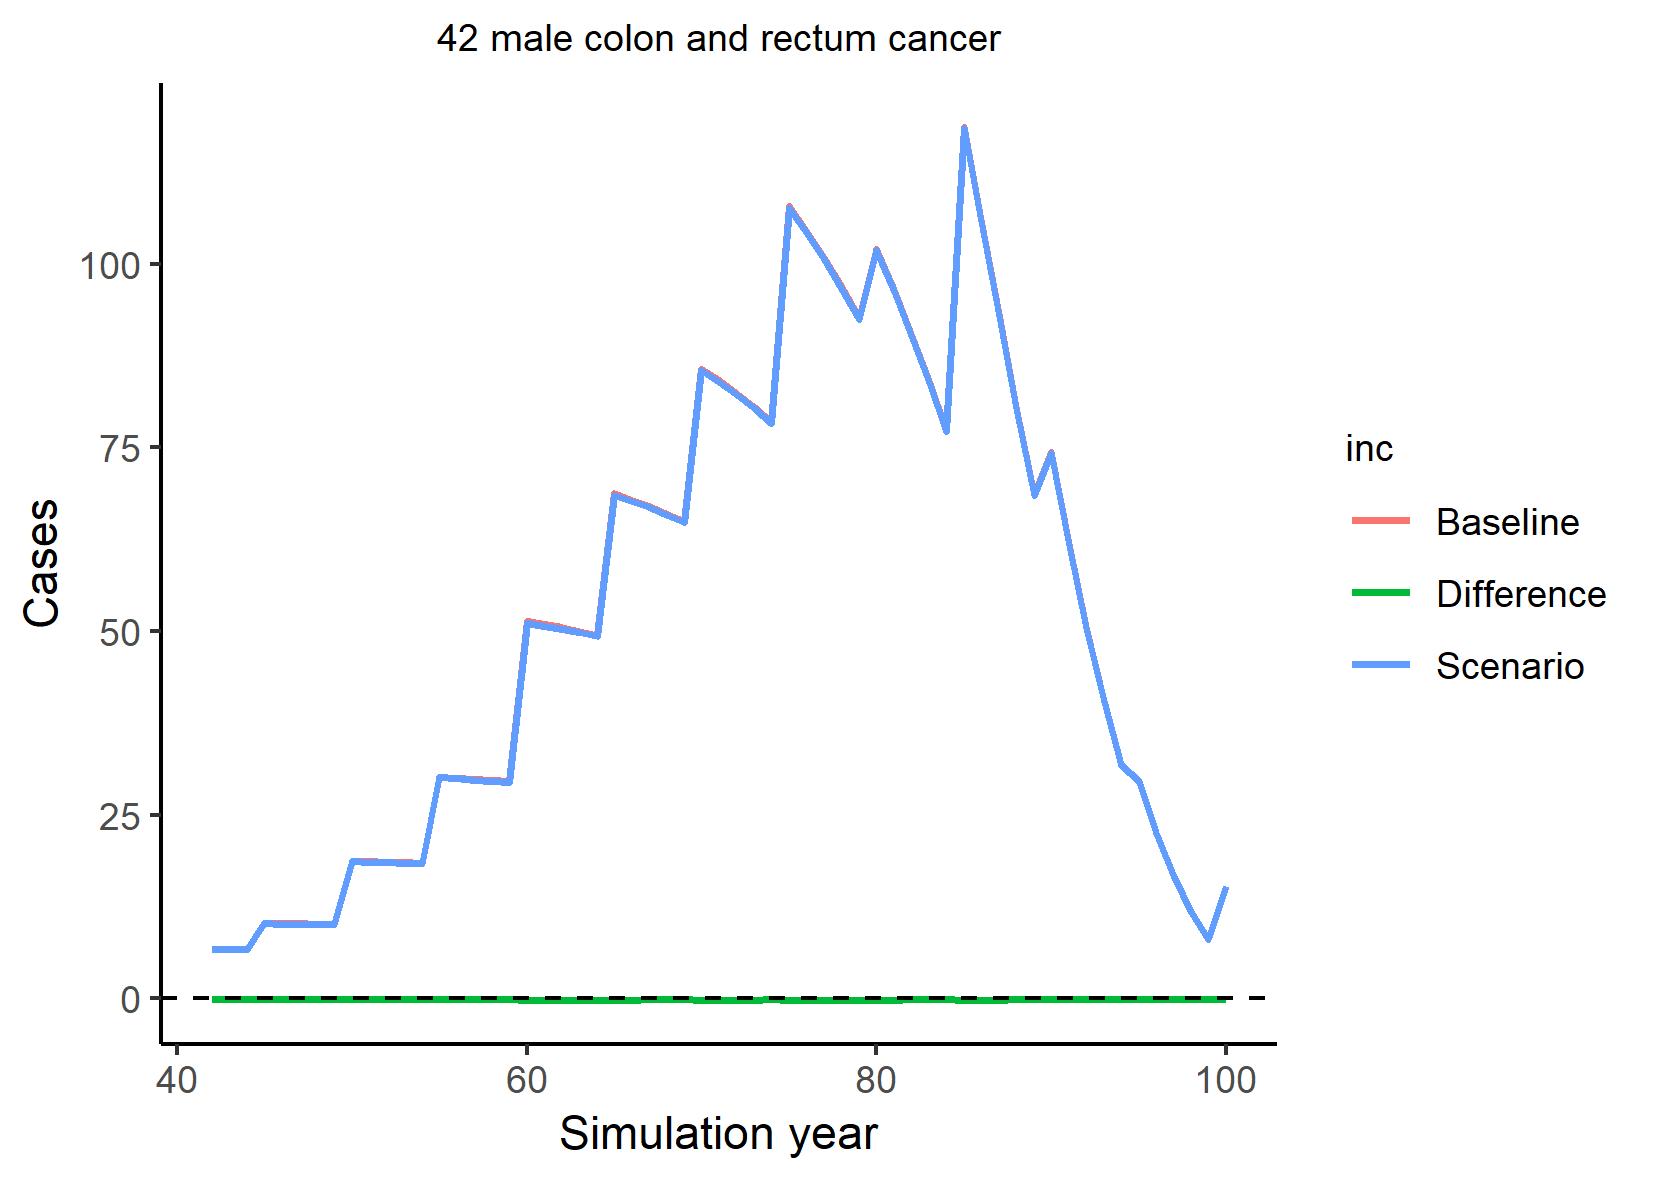 42 male colon and rectum cancer
Cases
100
75
50
25
0
40 60 80 100
Simulation year
inc
Baseline
Difference
Scenario